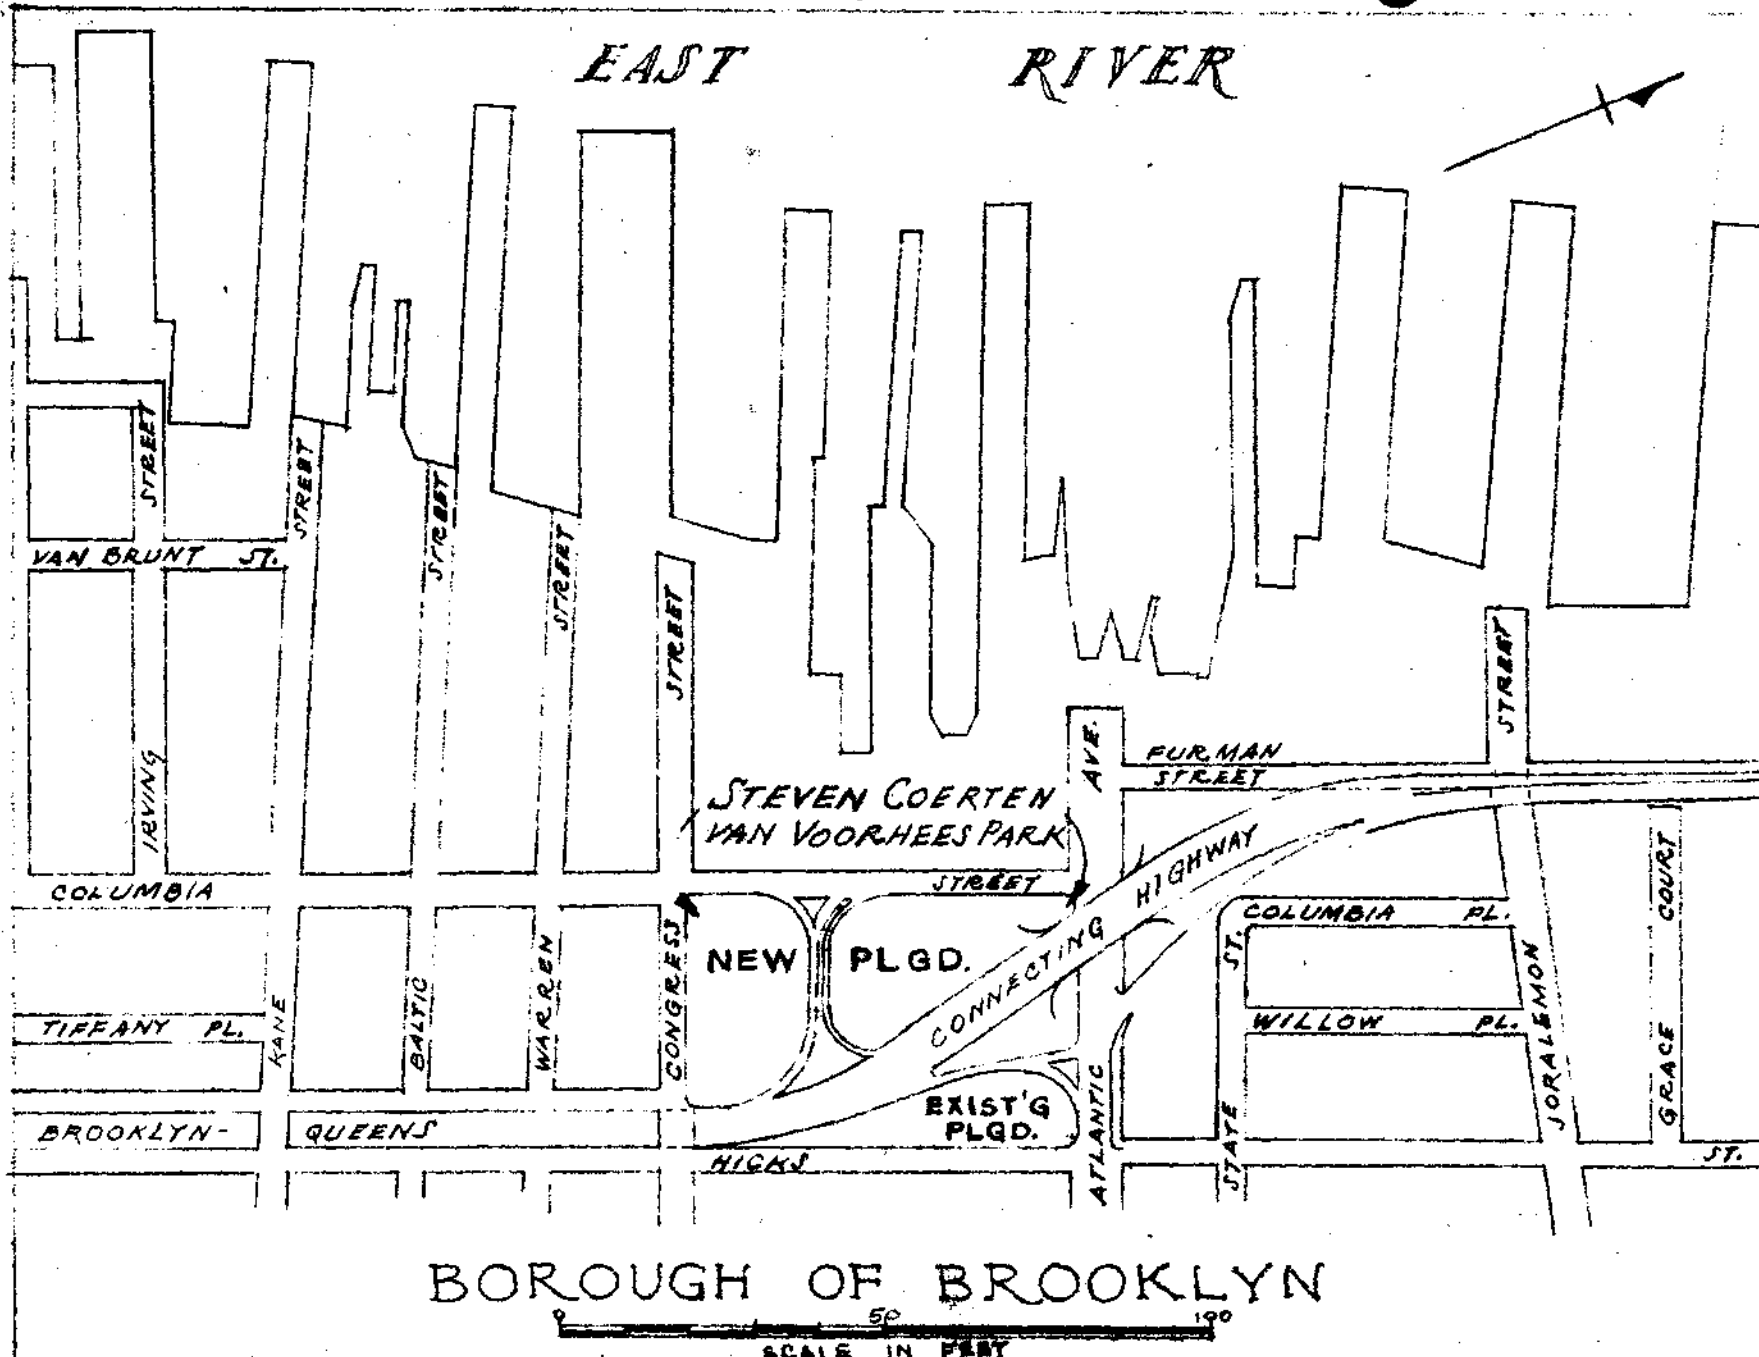 EAST RIVER
STREET
STREET
STREET
STREET
STREET
STREET
VAN BRUNT ST.
IRVING
AVE.
FURMAN
STREET
STEVEN COERTEN
VAN VOORHEES PARK
HIGHWAY
COURT
COLUMBIA
STREET
COLUMBIA PL.
NEW PLGD.
CONNECTING
ST.
CONGRESS
WARREN
BALTIC
KANE
TIFFANY PL.
WILLOW PL.
JORALEMON
GRACE
EXIST'G
PLGD.
ATLANTIC
STATE
BROOKLYN- QUEENS
HICKS ST.
BOROUGH OF BROOKLYN
0 50 100
SCALE IN FEET